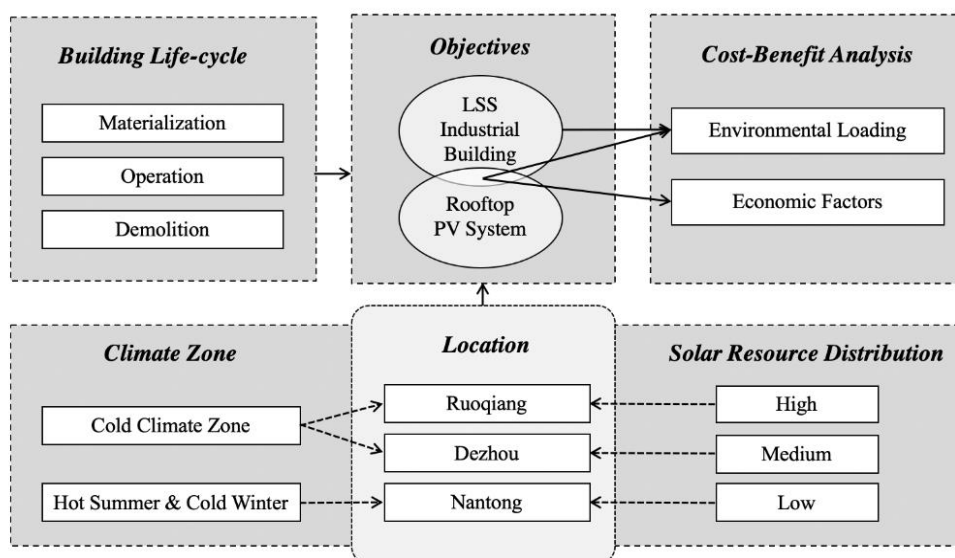 Building Life-cycle
Materialization
Operation
Demolition
Objectives
LSS
Industrial
Building
Rooftop
PV System
Cost-Benefit Analysis
Environmental Loading
Economic Factors
Climate Zone
Cold Climate Zone
Hot Summer & Cold Winter
Location
Ruoqiang
Dezhou
Nantong
Solar Resource Distribution
High
Medium
Low